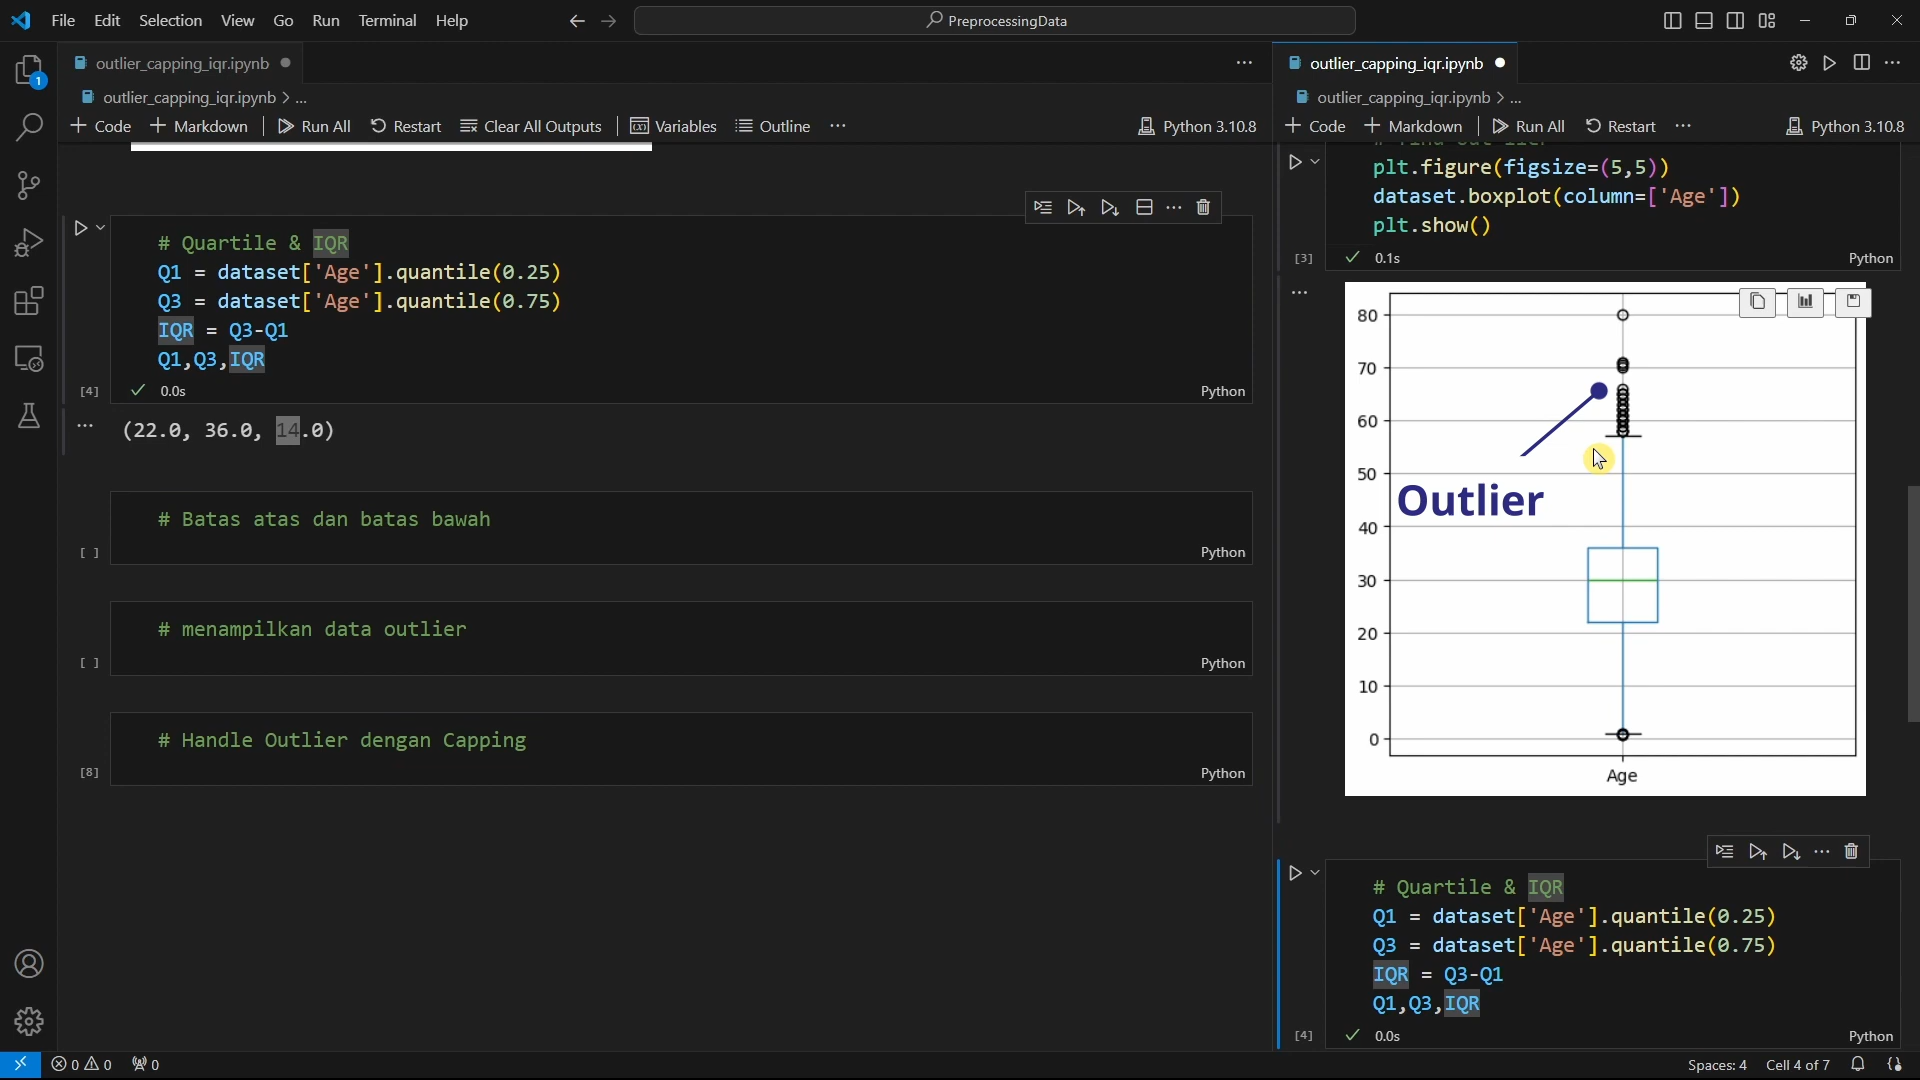 File Edit Selection View Go Run Terminal Help
PreprocessingData
outlier_capping_iqr.ipynb
outlier_capping_iqr.ipynb > ...
Code Markdown Run All Restart Clear All Outputs Variables Outline Python 3.10.8
# Quartile & IQR
Q1 = dataset['Age'].quantile(0.25)
Q3 = dataset['Age'].quantile(0.75)
IQR = Q3-Q1
Q1,Q3,IQR
[4] 0.0s Python
(22.0, 36.0, 14.0)
# Batas atas dan batas bawah
[ ] Python
# menampilkan data outlier
[ ] Python
# Handle Outlier dengan Capping
[8] Python
outlier_capping_iqr.ipynb
outlier_capping_iqr.ipynb > ...
Code Markdown Run All Restart Python 3.10.8
plt.figure(figsize=(5,5))
dataset.boxplot(column=['Age'])
plt.show()
[3] 0.1s Python
80
70
60
50
Outlier
40
30
20
10
0
Age
# Quartile & IQR
Q1 = dataset['Age'].quantile(0.25)
Q3 = dataset['Age'].quantile(0.75)
IQR = Q3-Q1
Q1,Q3,IQR
[4] 0.0s Python
1
0 0 0 Spaces: 4 Cell 4 of 7